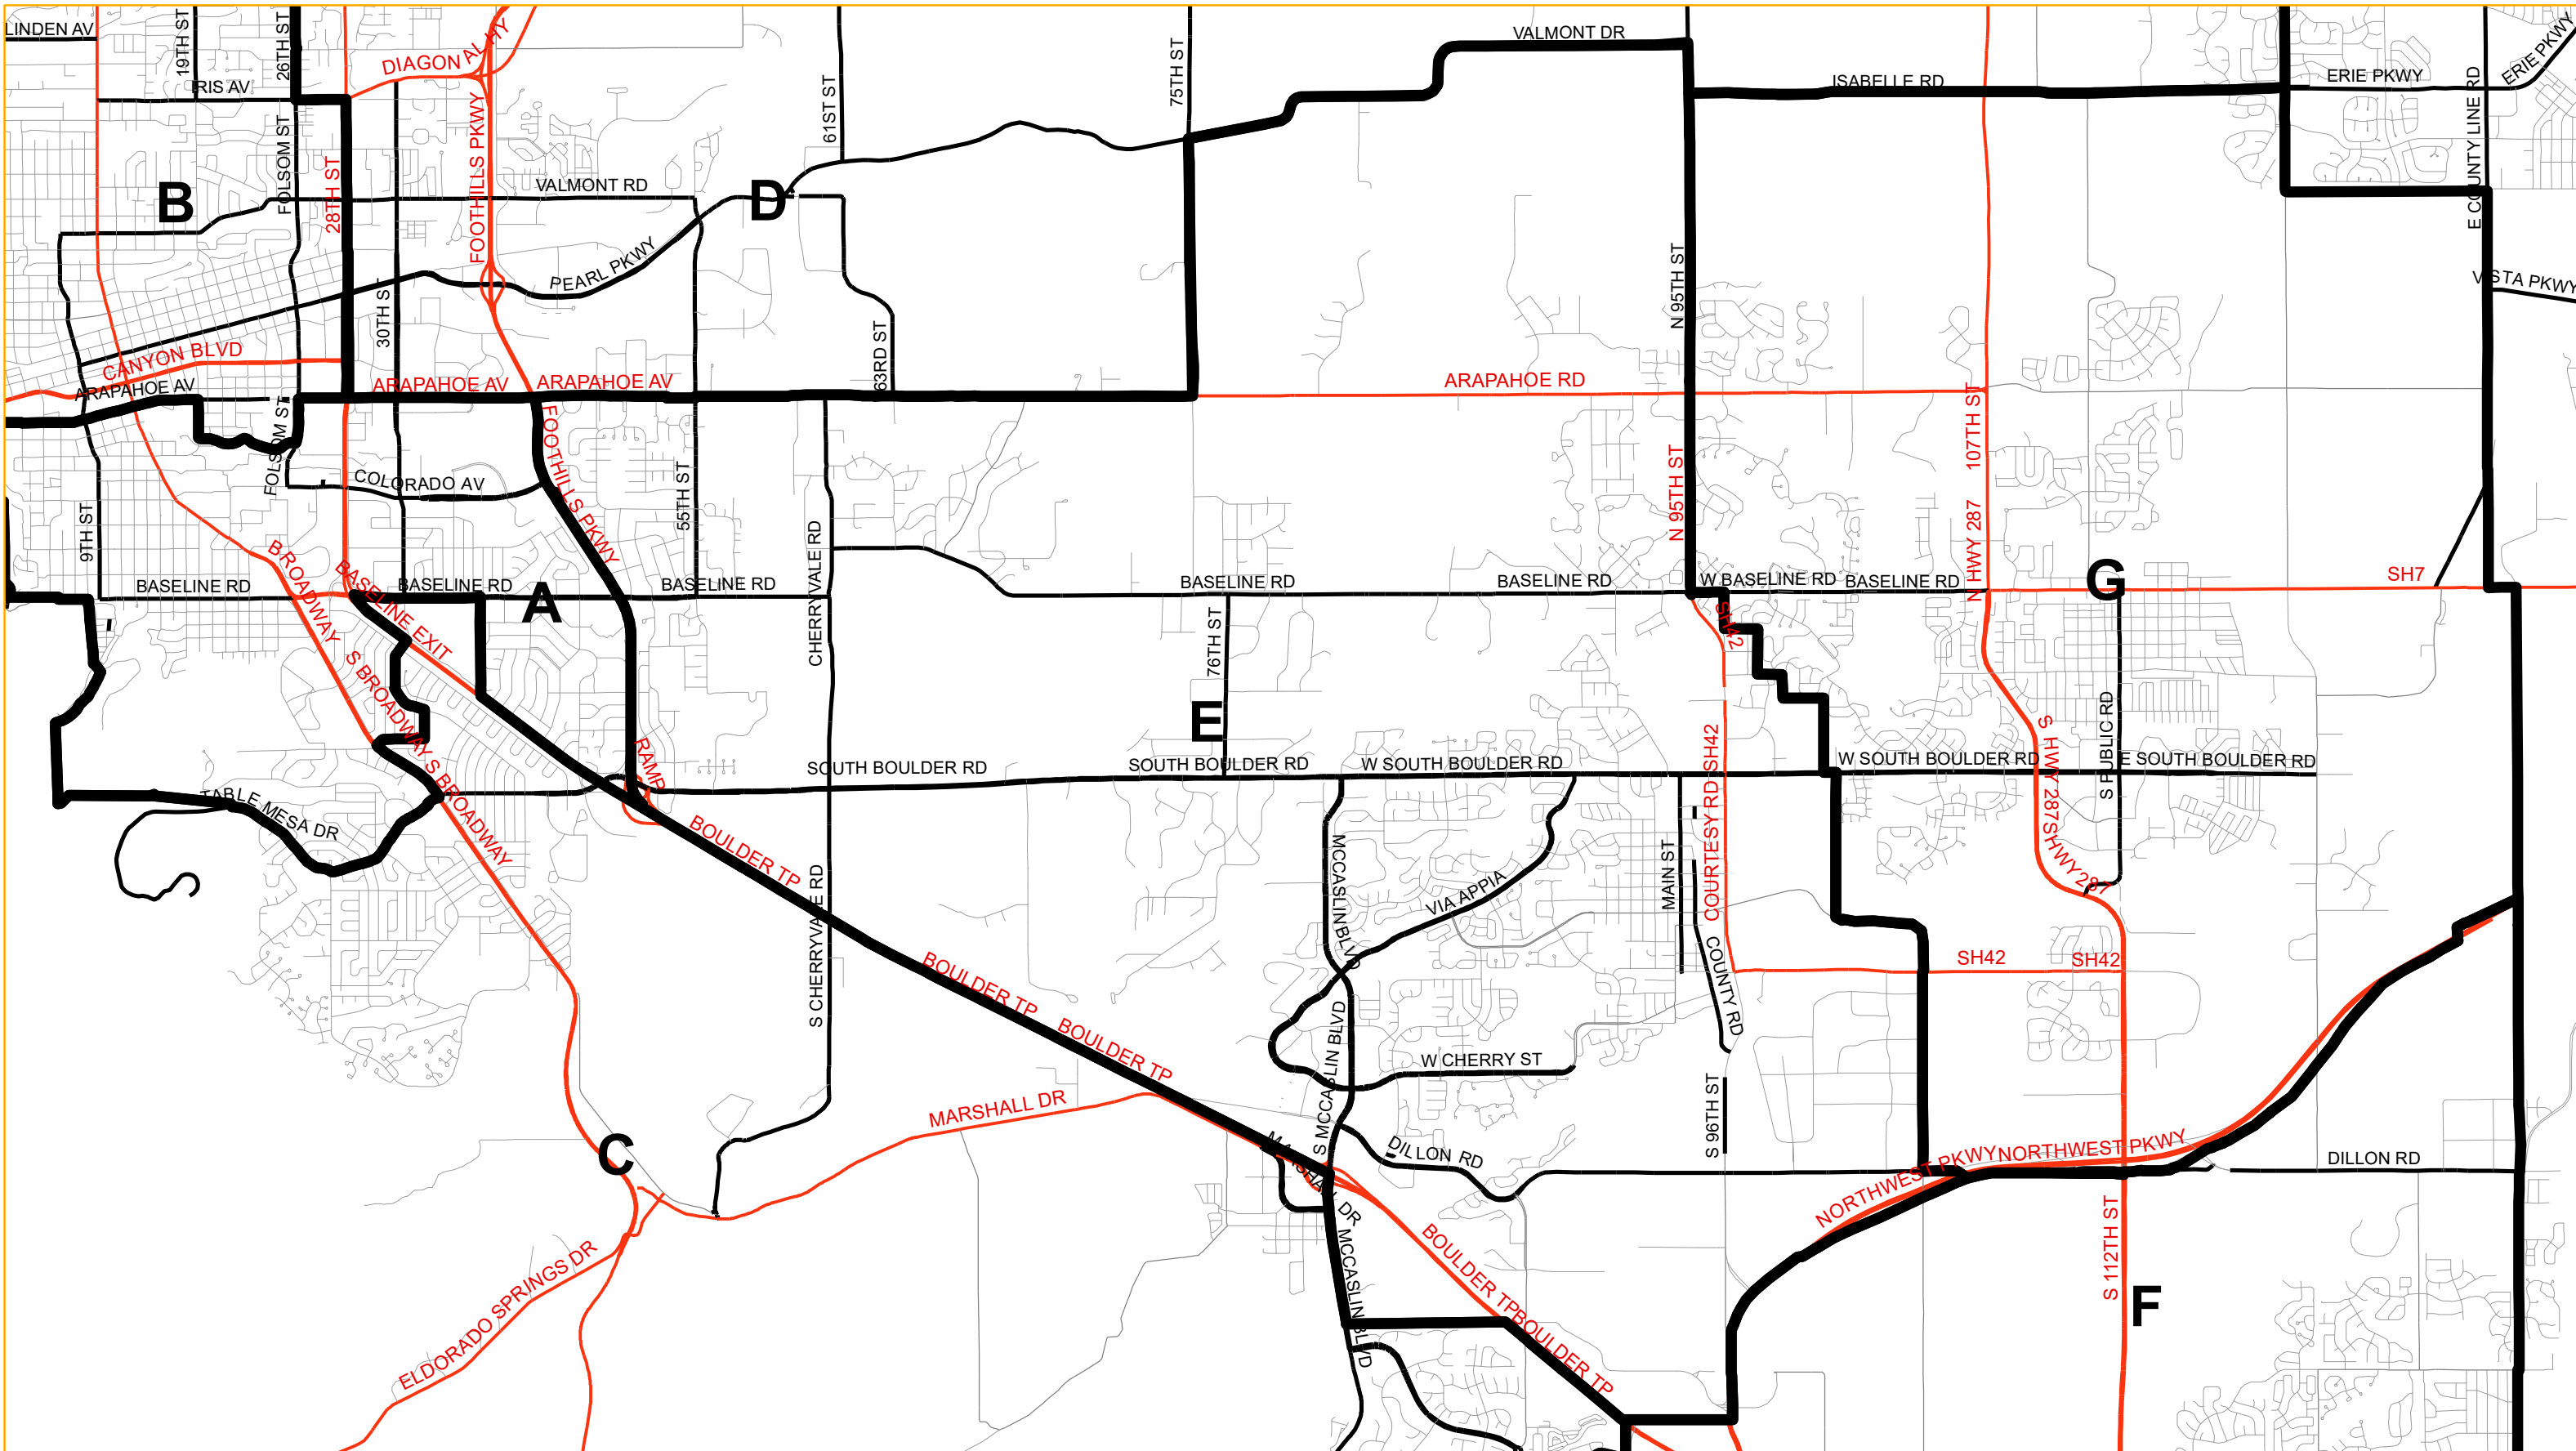 LINDEN AV
19TH ST
26TH ST
DIAGONAL HY
VALMONT DR
IRIS AV
FOOTHILLS PKWY
61ST ST
75TH ST
ISABELLE RD
ERIE PKWY
ERIE PKWY
E COUNTY LINE RD
B
FOLSOM ST
28TH ST
VALMONT RD
D
PEARL PKWY
30TH ST
N 95TH ST
VISTA PKWY
CANYON BLVD
ARAPAHOE AV
ARAPAHOE AV
ARAPAHOE AV
63RD ST
ARAPAHOE RD
107TH ST
FOLSOM ST
COLORADO AV
FOOTHILLS PKWY
55TH ST
N 95TH ST
9TH ST
BROADWAY
BASELINE RD
BASELINE EXIT
BASELINE RD
A
BASELINE RD
CHERRYVALE RD
BASELINE RD
BASELINE RD
W BASELINE RD
BASELINE RD
N HWY 287
G
SH7
SH42
76TH ST
S BROADWAY
E
S HWY 287
S PUBLIC RD
RAMP
SOUTH BOULDER RD
SOUTH BOULDER RD
W SOUTH BOULDER RD
COURTESY RD
SH42
W SOUTH BOULDER RD
E SOUTH BOULDER RD
TABLE MESA DR
S BROADWAY
BOULDER TP
MCCASLIN BLVD
VIA APPIA
MAIN ST
S HWY 287
S CHERRYVALE RD
BOULDER TP
BOULDER TP
COUNTY RD
SH42
SH42
S MCCASLIN BLVD
W CHERRY ST
MARSHALL DR
S 96TH ST
C
MARSHALL DR
DILLON RD
NORTHWEST PKWY
NORTHWEST PKWY
DILLON RD
ELDORADO SPRINGS DR
MCCASLIN BLVD
BOULDER TP
BOULDER TP
S 112TH ST
F